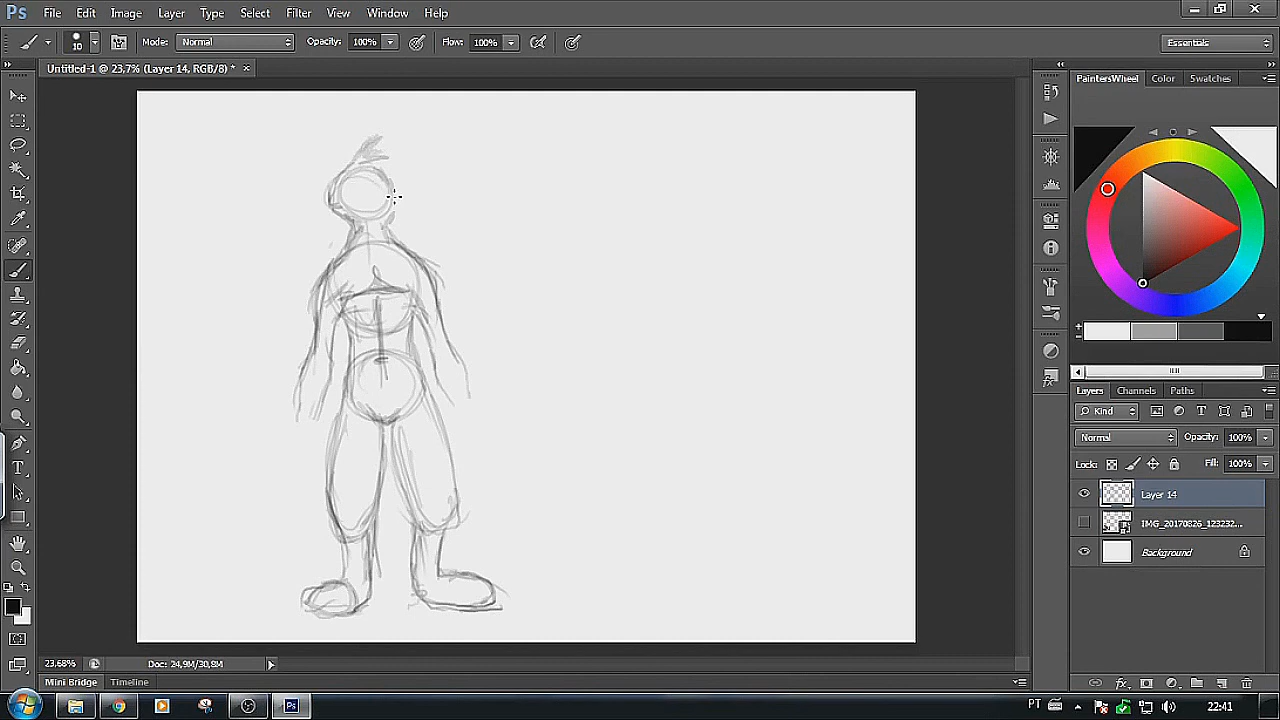 Ps File Edit Image Layer Type Select Filter View Window Help
10 Mode: Normal Opacity: 100% Flow: 100% Essentials
Untitled-1 @ 23,7% (Layer 14, RGB/8) * ×
PaintersWheel Color Swatches
Layers Channels Paths
Kind
Normal Opacity: 100%
Lock: Fill: 100%
Layer 14
IMG_20170826_123232...
Background
23,68% Doc: 24,9M/30,8M
Mini Bridge Timeline
Ps PT 22:41